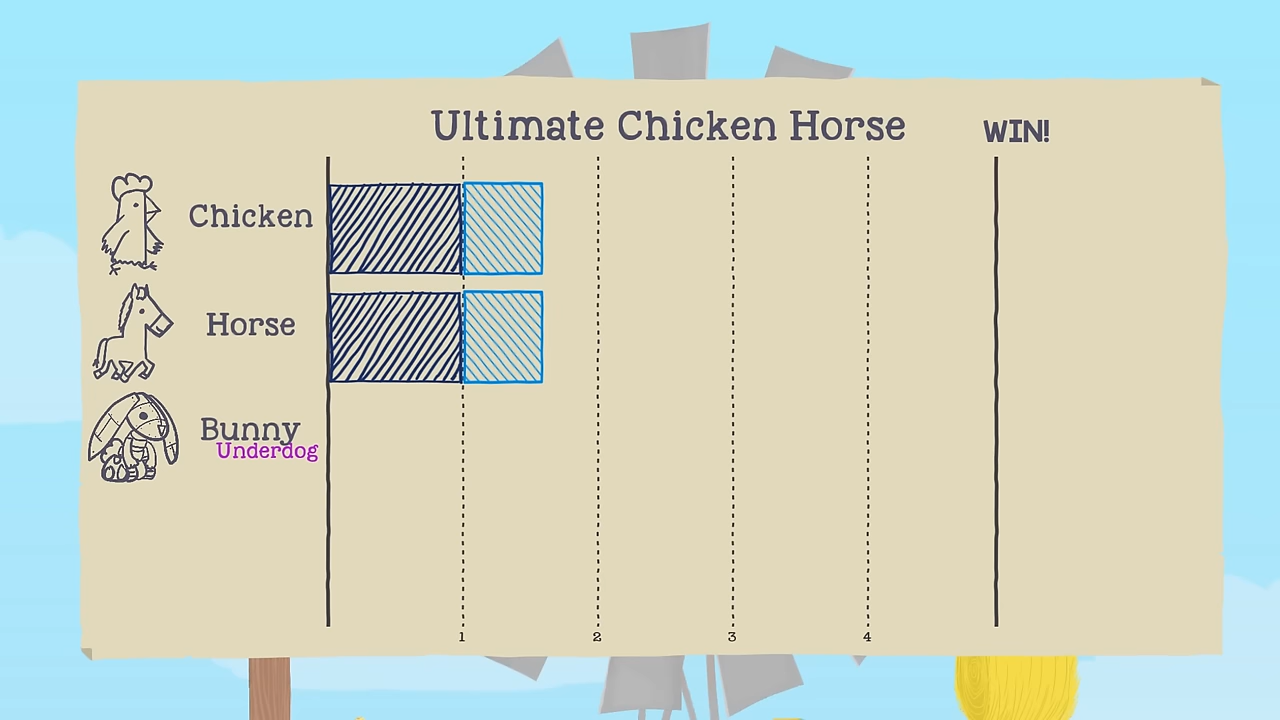 Ultimate Chicken Horse
WIN!
Chicken
Horse
Bunny
Underdog
1 2 3 4